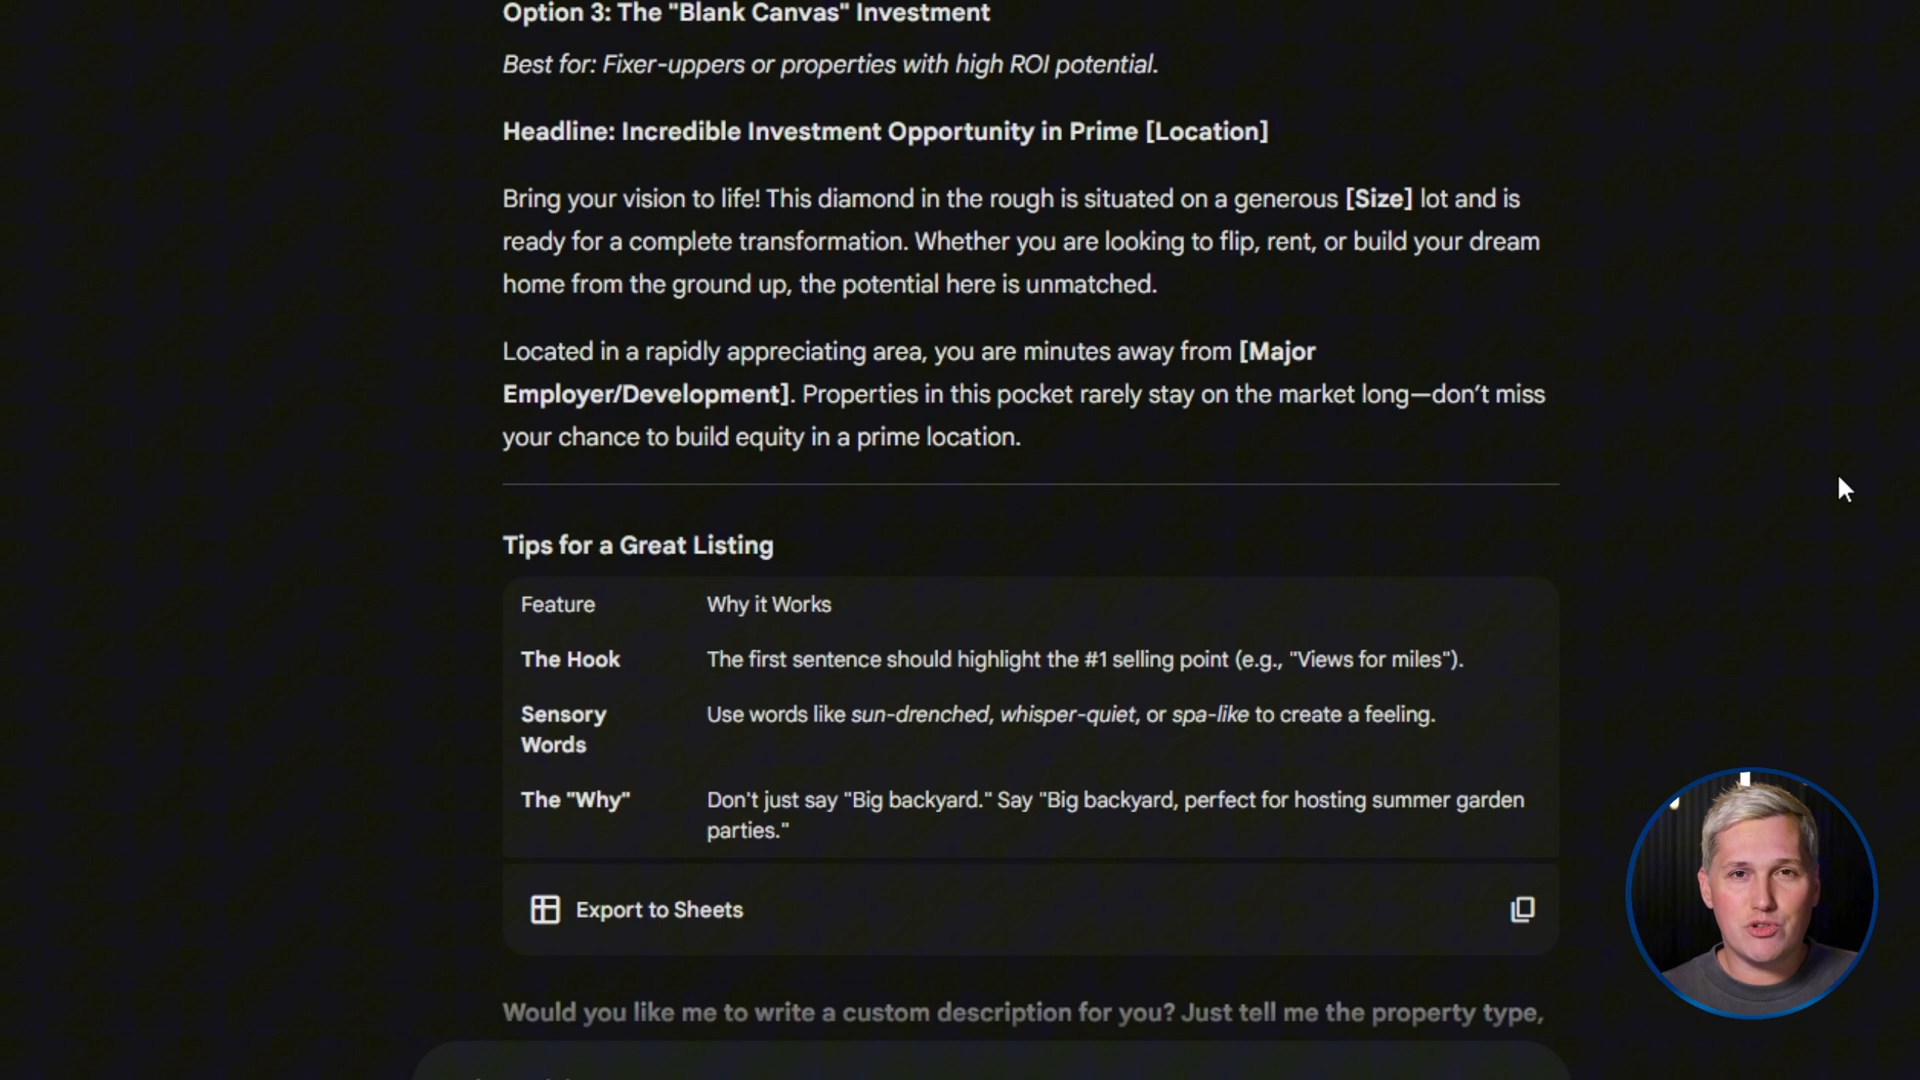 Option 3: The "Blank Canvas" Investment
Best for: Fixer-uppers or properties with high ROI potential.
Headline: Incredible Investment Opportunity in Prime [Location]
Bring your vision to life! This diamond in the rough is situated on a generous [Size] lot and is
ready for a complete transformation. Whether you are looking to flip, rent, or build your dream
home from the ground up, the potential here is unmatched.
Located in a rapidly appreciating area, you are minutes away from [Major
Employer/Development]. Properties in this pocket rarely stay on the market long—don’t miss
your chance to build equity in a prime location.
Tips for a Great Listing
Feature Why it Works
The Hook The first sentence should highlight the #1 selling point (e.g., "Views for miles").
Sensory Use words like sun-drenched, whisper-quiet, or spa-like to create a feeling.
Words
The "Why" Don't just say "Big backyard." Say "Big backyard, perfect for hosting summer garden
parties."
Export to Sheets
Would you like me to write a custom description for you? Just tell me the property type,